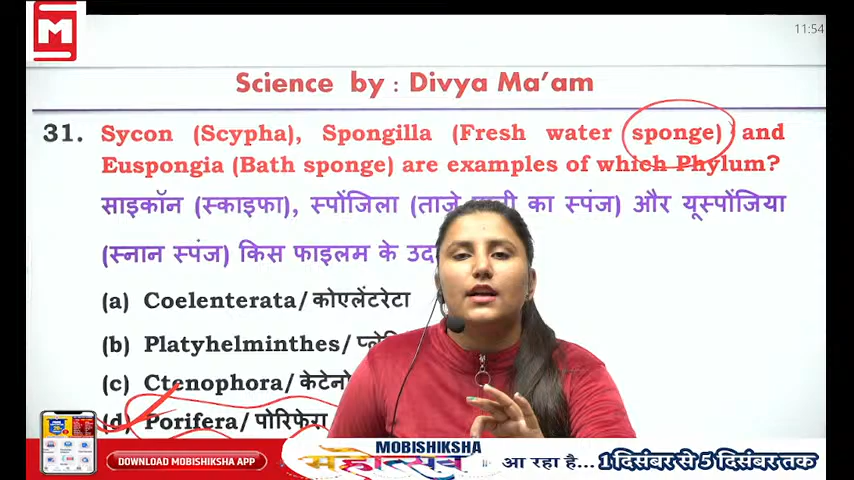 M
11:54
Science by : Divya Ma'am
31. Sycon (Scypha), Spongilla (Fresh water sponge) and
Euspongia (Bath sponge) are examples of which Phylum?
साइकॉन (स्काइफा), स्पोंजिला (ताजे का स्पंज) और यूस्पोंजिया
(स्नान स्पंज) किस फाइलम के
(a) Coelenterata/कोएलेंटरेटा
(b) Platyhelminthes/
(c) Ctenophora/
(d) Porifera/पोरिफेरा
DOWNLOAD MOBISHIKSHA APP
MOBISHIKSHA
महोत्सव
आ रहा है... 1 दिसंबर से 5 दिसंबर तक